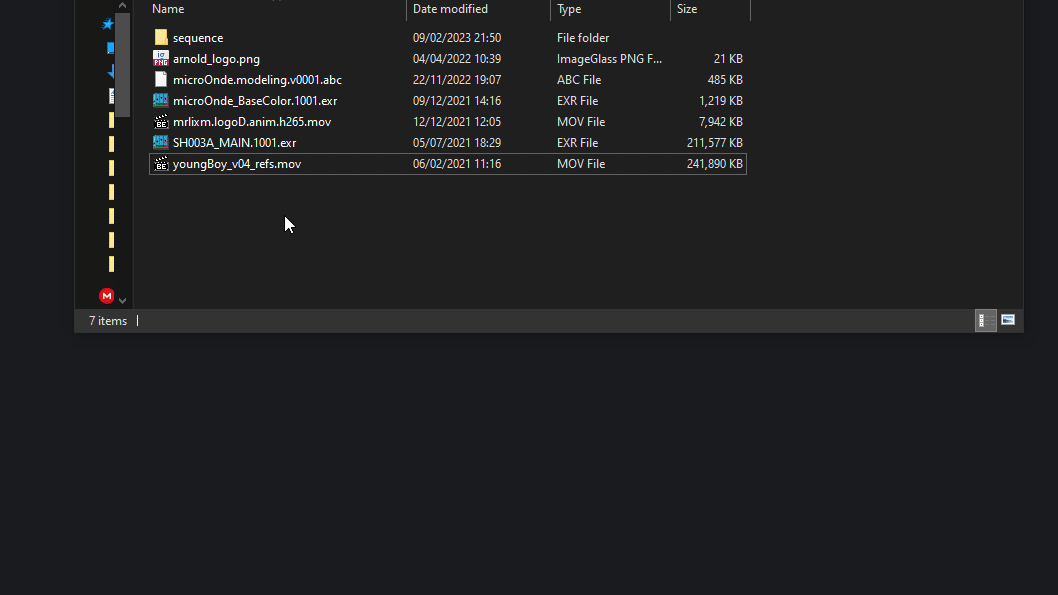 Name Date modified Type Size
sequence 09/02/2023 21:50 File folder
arnold_logo.png 04/04/2022 10:39 ImageGlass PNG F... 21 KB
microOnde.modeling.v0001.abc 22/11/2022 19:07 ABC File 485 KB
microOnde_BaseColor.1001.exr 09/12/2021 14:16 EXR File 1,219 KB
mrlixm.logoD.anim.h265.mov 12/12/2021 12:05 MOV File 7,942 KB
SH003A_MAIN.1001.exr 05/07/2021 18:29 EXR File 211,577 KB
youngBoy_v04_refs.mov 06/02/2021 11:16 MOV File 241,890 KB
7 items